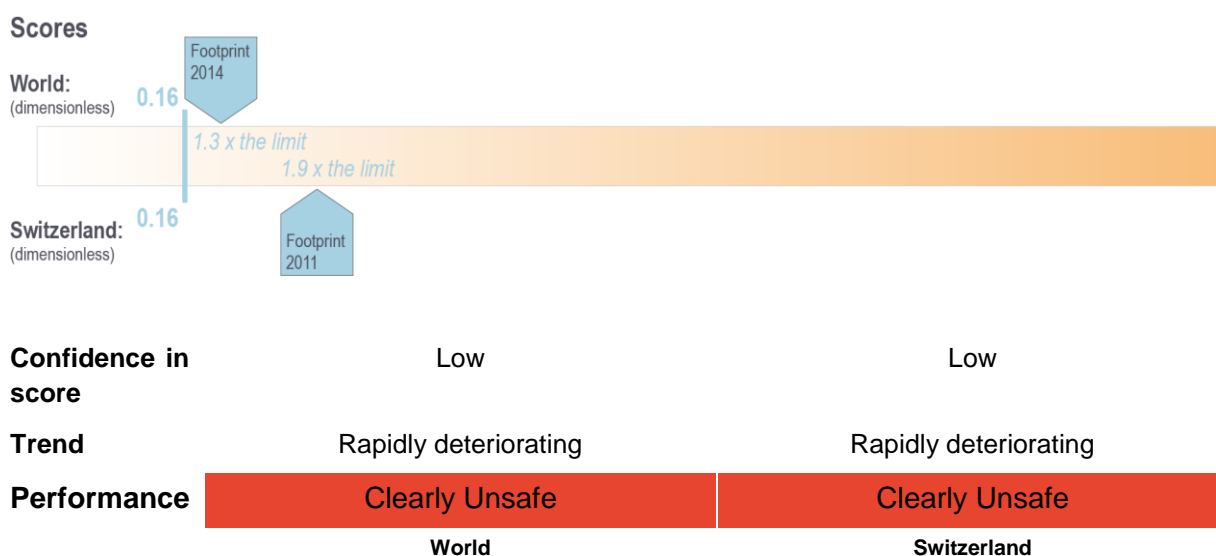 Scores
Footprint
2014
World:
(dimensionless)
0.16
1.3 x the limit
1.9 x the limit
0.16
Switzerland:
(dimensionless)
Footprint
2011
Confidence in
score
Low
Low
Trend
Rapidly deteriorating
Rapidly deteriorating
Performance
Clearly Unsafe
Clearly Unsafe
World
Switzerland